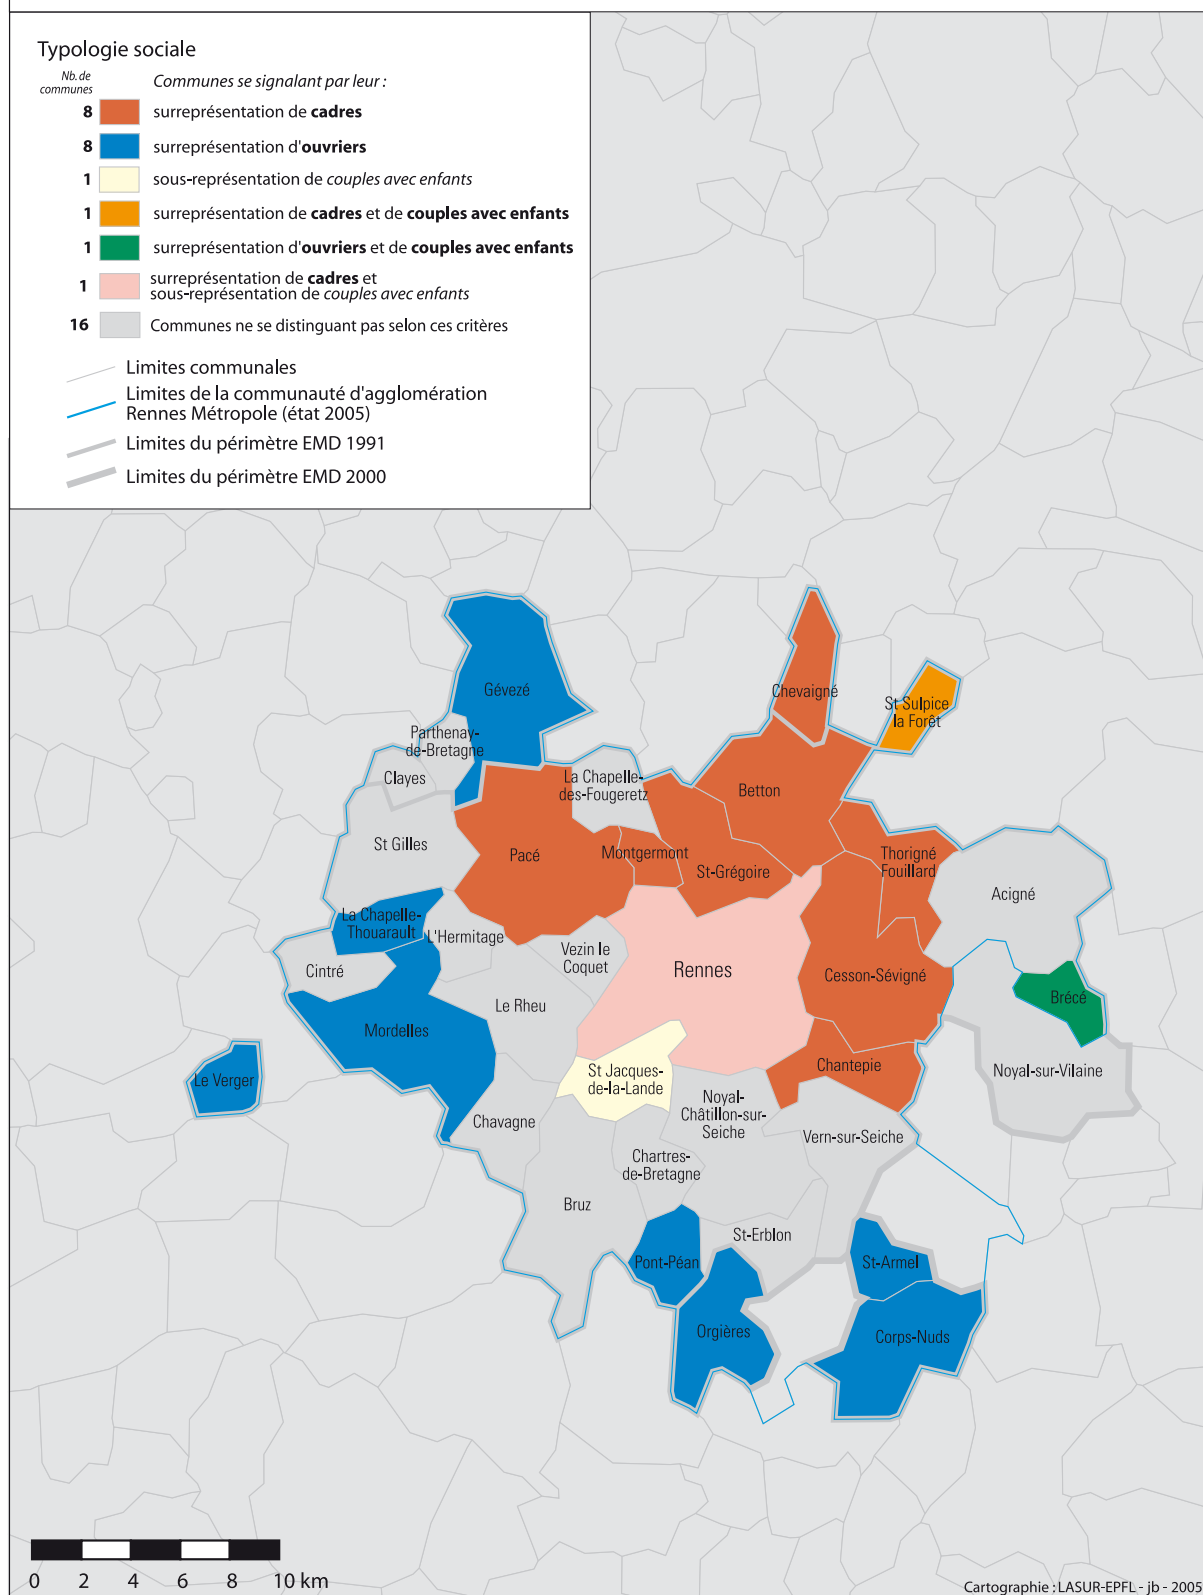 Typologie sociale
Nb. de
communes
Communes se signalant par leur :
8 surreprésentation de cadres
8 surreprésentation d'ouvriers
1 sous-représentation de couples avec enfants
1 surreprésentation de cadres et de couples avec enfants
1 surreprésentation d'ouvriers et de couples avec enfants
1 surreprésentation de cadres et
sous-représentation de couples avec enfants
16 Communes ne se distinguant pas selon ces critères
Limites communales
Limites de la communauté d'agglomération
Rennes Métropole (état 2005)
Limites du périmètre EMD 1991
Limites du périmètre EMD 2000
Gévezé
Chevaigné
St Sulpice
la Forêt
Parthenay-
de-Bretagne
Clayes
La Chapelle-
des-Fougeretz
Betton
St Gilles
Pacé
Montgermont
St-Grégoire
Thorigné
Fouillard
Acigné
La Chapelle-
Thouarault
L'Hermitage
Vezin le
Coquet
Cintré
Rennes
Cesson-Sévigné
Brécé
Le Rheu
Mordelles
Le Verger
St Jacques-
de-la-Lande
Chantepie
Noyal-sur-Vilaine
Chavagne
Noyal-
Châtillon-sur-
Seiche
Vern-sur-Seiche
Chartres-
de-Bretagne
Bruz
St-Erblon
Pont-Péan
St-Armel
Orgières
Corps-Nuds
0 2 4 6 8 10 km
Cartographie : LASUR-EPFL - jb - 2005